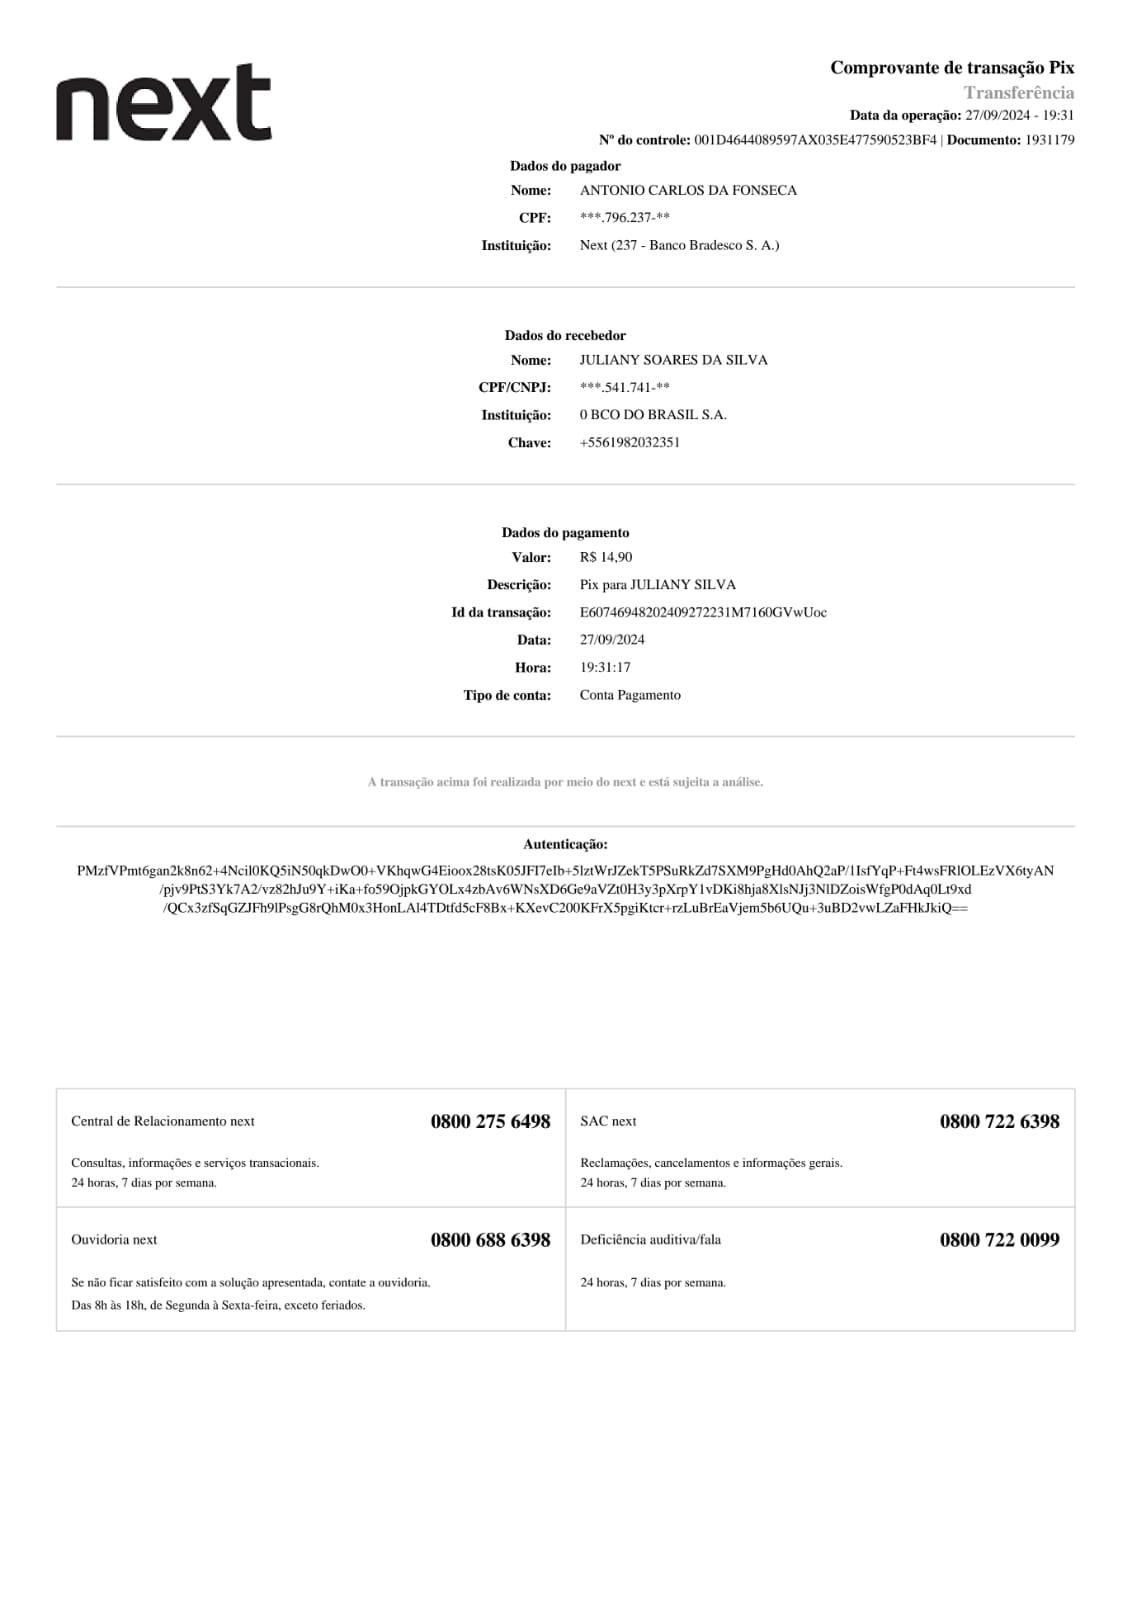 next
Comprovante de transação Pix
Transferência
Data da operação: 27/09/2024 - 19:31
Nº do controle: 001D4644089597AX035E477590523BF4 | Documento: 1931179
Dados do pagador
Nome: ANTONIO CARLOS DA FONSECA
CPF: ***.796.237-**
Instituição: Next (237 - Banco Bradesco S. A.)
Dados do recebedor
Nome: JULIANY SOARES DA SILVA
CPF/CNPJ: ***.541.741-**
Instituição: 0 BCO DO BRASIL S.A.
Chave: +5561982032351
Dados do pagamento
Valor: R$ 14,90
Descrição: Pix para JULIANY SILVA
Id da transação: E60746948202409272231M7160GVwUoc
Data: 27/09/2024
Hora: 19:31:17
Tipo de conta: Conta Pagamento
A transação acima foi realizada por meio do next e está sujeita a análise.
Autenticação:
PMzfVPmt6gan2k8n62+4Ncil0KQ5iN50qkDwO0+VKhqwG4Eioox28tsK05JFI7eIb+5lztWrJZekT5PSuRkZd7SXM9PgHd0AhQ2aP/1IsfYqP+Ft4wsFRlOLEzVX6tyAN
/pjv9PtS3Yk7A2/vz82hJu9Y+iKa+fo59OjpkGYOLx4zbAv6WNsXD6Ge9aVZt0H3y3pXrpY1vDKi8hja8XlsNJj3NlDZoisWfgP0dAq0Lt9xd
/QCx3zfSqGZJFh9lPsgG8rQhM0x3HonLAl4TDtfd5cF8Bx+KXevC200KFrX5pgiKtcr+rzLuBrEaVjem5b6UQu+3uBD2vwLZaFHkJkiQ==
Central de Relacionamento next 0800 275 6498
Consultas, informações e serviços transacionais.
24 horas, 7 dias por semana.
SAC next 0800 722 6398
Reclamações, cancelamentos e informações gerais.
24 horas, 7 dias por semana.
Ouvidoria next 0800 688 6398
Se não ficar satisfeito com a solução apresentada, contate a ouvidoria.
Das 8h às 18h, de Segunda à Sexta-feira, exceto feriados.
Deficiência auditiva/fala 0800 722 0099
24 horas, 7 dias por semana.